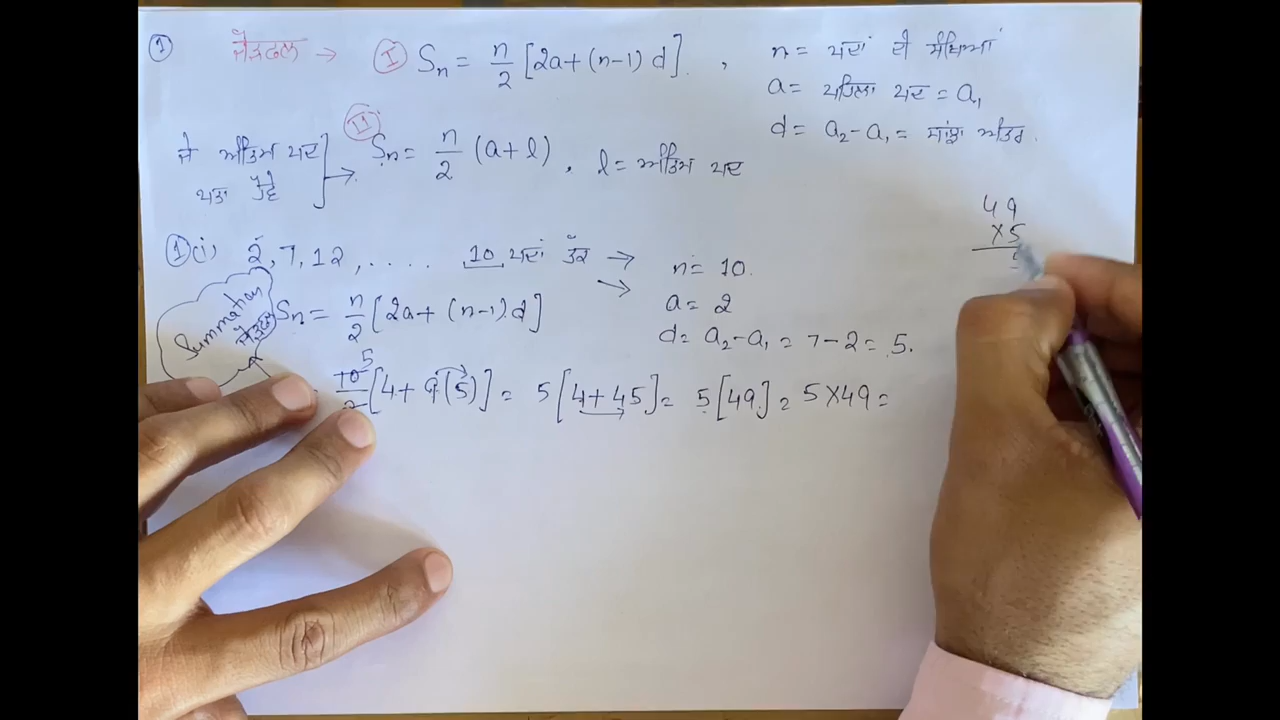 ① ਜੋੜਫਲ → Ⓘ Sₙ = n/2 [2a+(n-1) d] , n = ਪਦਾਂ ਦੀ ਸੰਖਿਆਂ
a = ਪਹਿਲਾ ਪਦ = a₁
d = a₂-a₁ = ਸਾਂਝਾ ਅੰਤਰ.
ਜੇ ਅੰਤਿਮ ਪਦ
ਪਤਾ ਹੋਵੇ → Ⅱ Sₙ = n/2 (a+l) , l = ਅੰਤਿਮ ਪਦ
49
×5
① (i) 2, 7, 12, .... 10 ਪਦਾਂ ਤੱਕ →
n = 10.
a = 2
d = a₂-a₁ = 7-2 = 5.
Summation
ਜੋੜਫਲ
Sₙ = n/2 [2a+ (n-1).d]
= 10/2 5 [4+ 9(5)] = 5 [4+45] = 5 [49] = 5×49 =